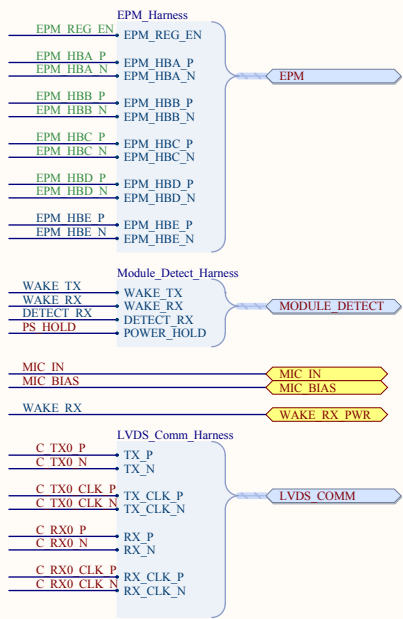 EPM_Harness
EPM_REG_EN EPM_REG_EN
EPM_HBA_P EPM_HBA_P
EPM_HBA_N EPM_HBA_N
EPM
EPM_HBB_P EPM_HBB_P
EPM_HBB_N EPM_HBB_N
EPM_HBC_P EPM_HBC_P
EPM_HBC_N EPM_HBC_N
EPM_HBD_P EPM_HBD_P
EPM_HBD_N EPM_HBD_N
EPM_HBE_P EPM_HBE_P
EPM_HBE_N EPM_HBE_N
Module_Detect_Harness
WAKE_TX WAKE_TX
WAKE_RX WAKE_RX MODULE_DETECT
DETECT_RX DETECT_RX
PS_HOLD POWER_HOLD
MIC_IN MIC_IN
MIC_BIAS MIC_BIAS
WAKE_RX WAKE_RX_PWR
LVDS_Comm_Harness
C_TX0_P TX_P
C_TX0_N TX_N
C_TX0_CLK_P TX_CLK_P LVDS_COMM
C_TX0_CLK_N TX_CLK_N
C_RX0_P RX_P
C_RX0_N RX_N
C_RX0_CLK_P RX_CLK_P
C_RX0_CLK_N RX_CLK_N